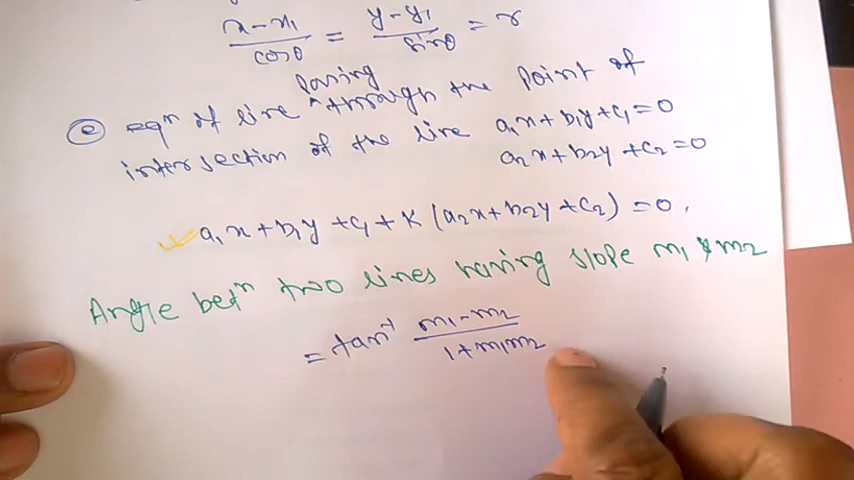 x-x₁/cosθ = y-y₁/sinθ = r
Passing
(e) eqⁿ of line ^ through the point of
intersection of the line a₁x+b₁y+c₁=0
a₂x+b₂y+c₂=0
a₁x+b₁y+c₁+K(a₂x+b₂y+c₂)=0.
Angle betⁿ two lines having slope m₁ & m₂
= tan⁻¹ m₁-m₂/1+m₁m₂